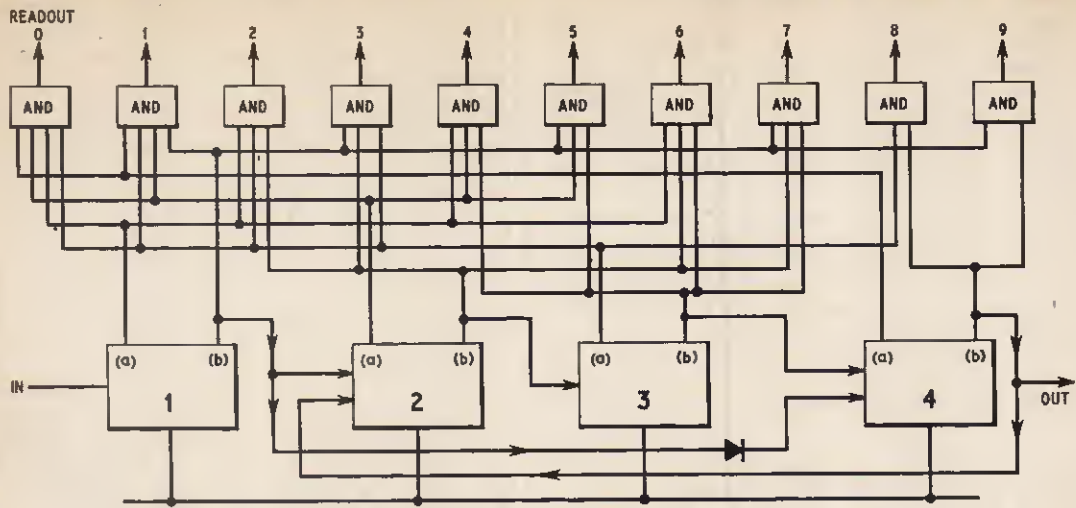 READOUT
0 1 2 3 4 5 6 7 8 9
AND AND AND AND AND AND AND AND AND AND
(a) (b) (a) (b) (a) (b) (a) (b)
IN 1 2 3 4 OUT